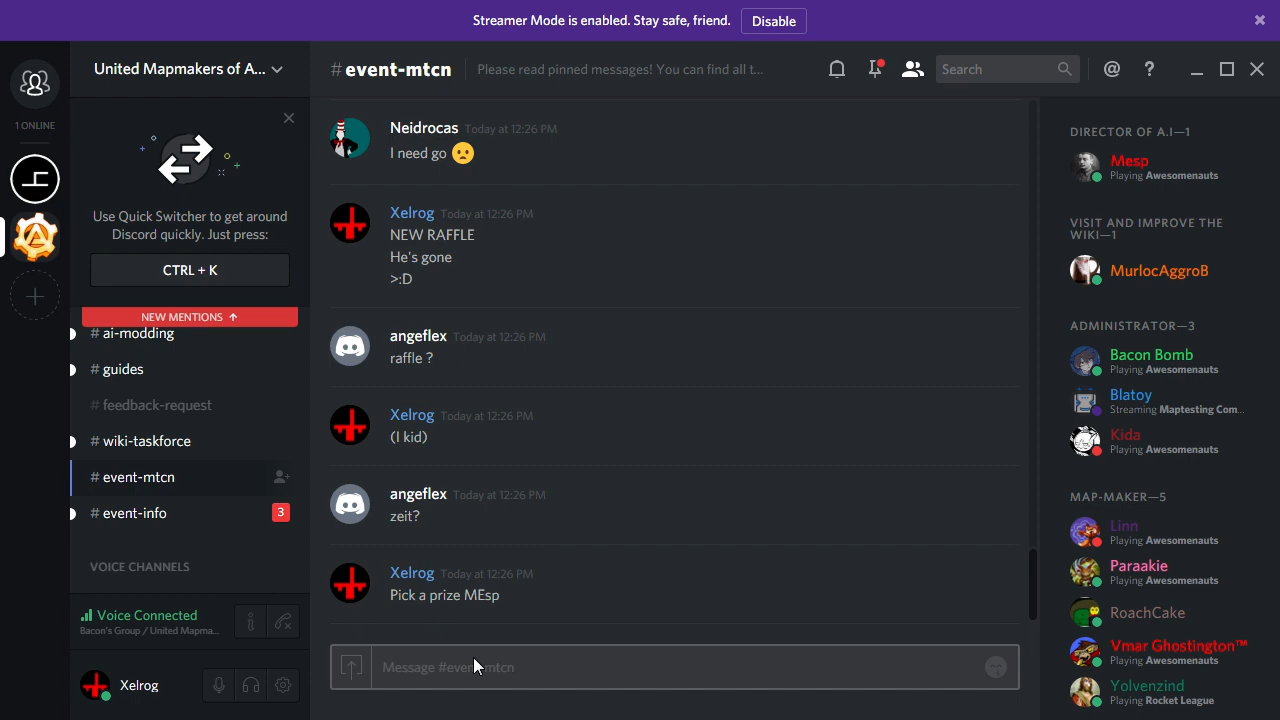 Streamer Mode is enabled. Stay safe, friend. Disable
United Mapmakers of A...
#event-mtcn
Please read pinned messages! You can find all t...
Search
1 ONLINE
Use Quick Switcher to get around
Discord quickly. Just press:
CTRL + K
NEW MENTIONS
# ai-modding
# guides
# feedback-request
# wiki-taskforce
# event-mtcn
# event-info 3
VOICE CHANNELS
Voice Connected
Bacon's Group / United Mapma...
Xelrog
Neidrocas Today at 12:26 PM
I need go
Xelrog Today at 12:26 PM
NEW RAFFLE
He's gone
>:D
angeflex Today at 12:26 PM
raffle ?
Xelrog Today at 12:26 PM
(I kid)
angeflex Today at 12:26 PM
zeit?
Xelrog Today at 12:26 PM
Pick a prize MEsp
Message #event-mtcn
DIRECTOR OF A.I—1
Mesp
Playing Awesomenauts
VISIT AND IMPROVE THE
WIKI—1
MurlocAggroB
ADMINISTRATOR—3
Bacon Bomb
Playing Awesomenauts
Blatoy
Streaming Maptesting Com...
Kida
Playing Awesomenauts
MAP-MAKER—5
Linn
Playing Awesomenauts
Paraakie
Playing Awesomenauts
RoachCake
Vmar Ghostington™
Playing Awesomenauts
Yolvenzind
Playing Rocket League